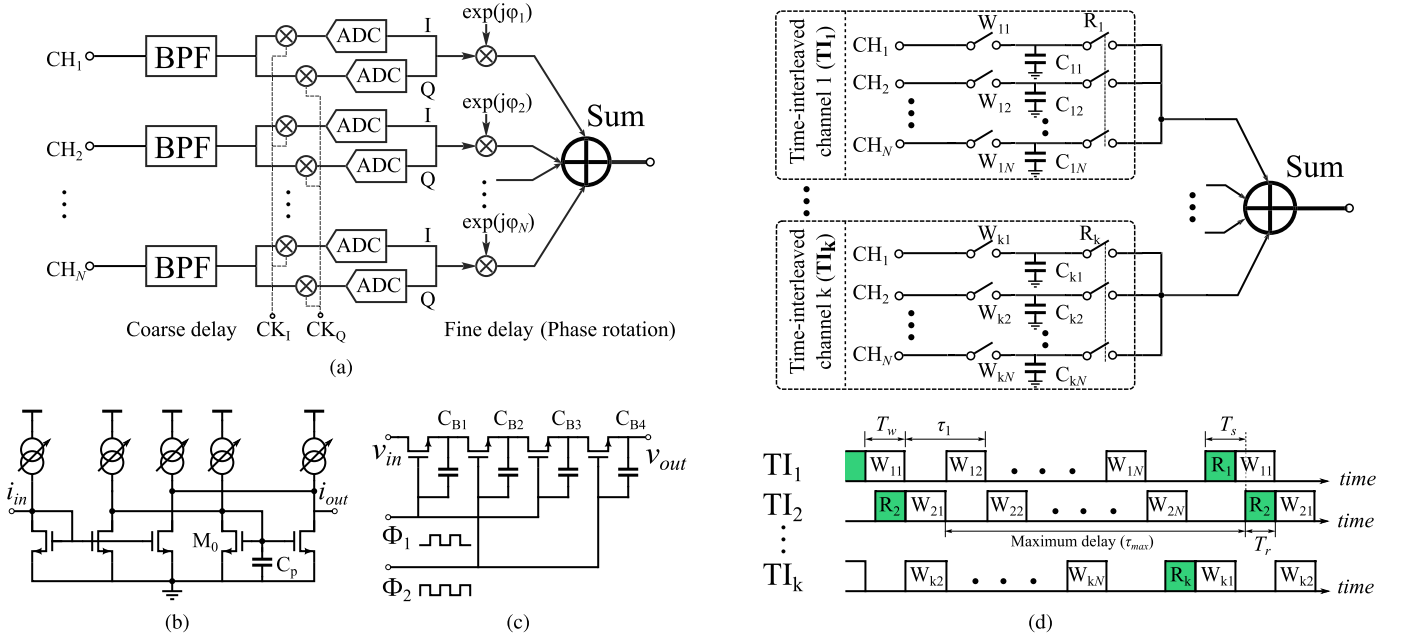 CH1 BPF ADC I exp(jφ1)
ADC Q
CH2 BPF ADC I exp(jφ2) Sum
ADC Q
CHN BPF ADC I exp(jφN)
ADC Q
Coarse delay CKI CKQ Fine delay (Phase rotation)
(a)
iin iout
M0
Cp
(b)
CB1 CB2 CB3 CB4
vin vout
Φ1
Φ2
(c)
Time-interleaved
channel 1 (TI1)
CH1 W11 C11 R1
CH2 W12 C12
CHN W1N C1N
Time-interleaved
channel k (TIk)
CH1 Wk1 Ck1 Rk
CH2 Wk2 Ck2
CHN WkN CkN
Sum
Tw τ1 Ts
TI1 W11 W12 W1N R1 W11 time
TI2 R2 W21 W22 W2N R2 W21 time
Maximum delay (τmax) Tr
TIk Wk2 WkN Rk Wk1 Wk2 time
(d)